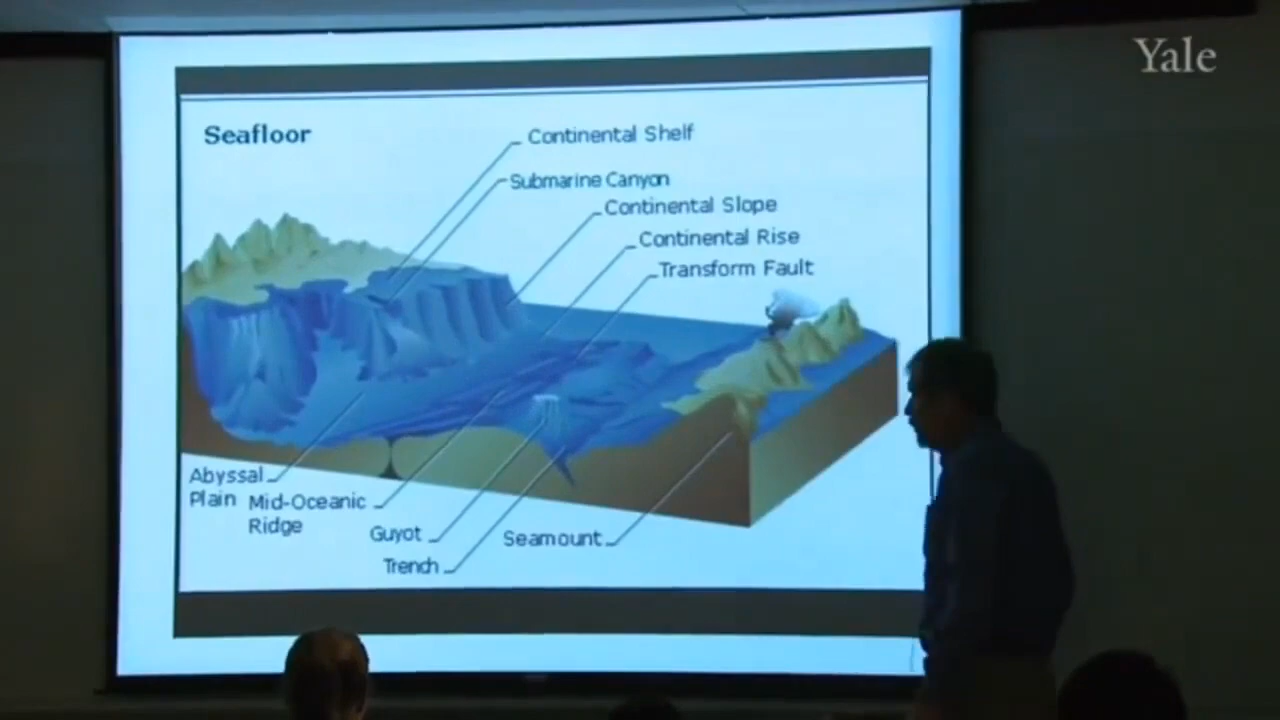 Yale
Seafloor
Continental Shelf
Submarine Canyon
Continental Slope
Continental Rise
Transform Fault
Abyssal
Plain
Mid-Oceanic
Ridge
Guyot
Trench
Seamount